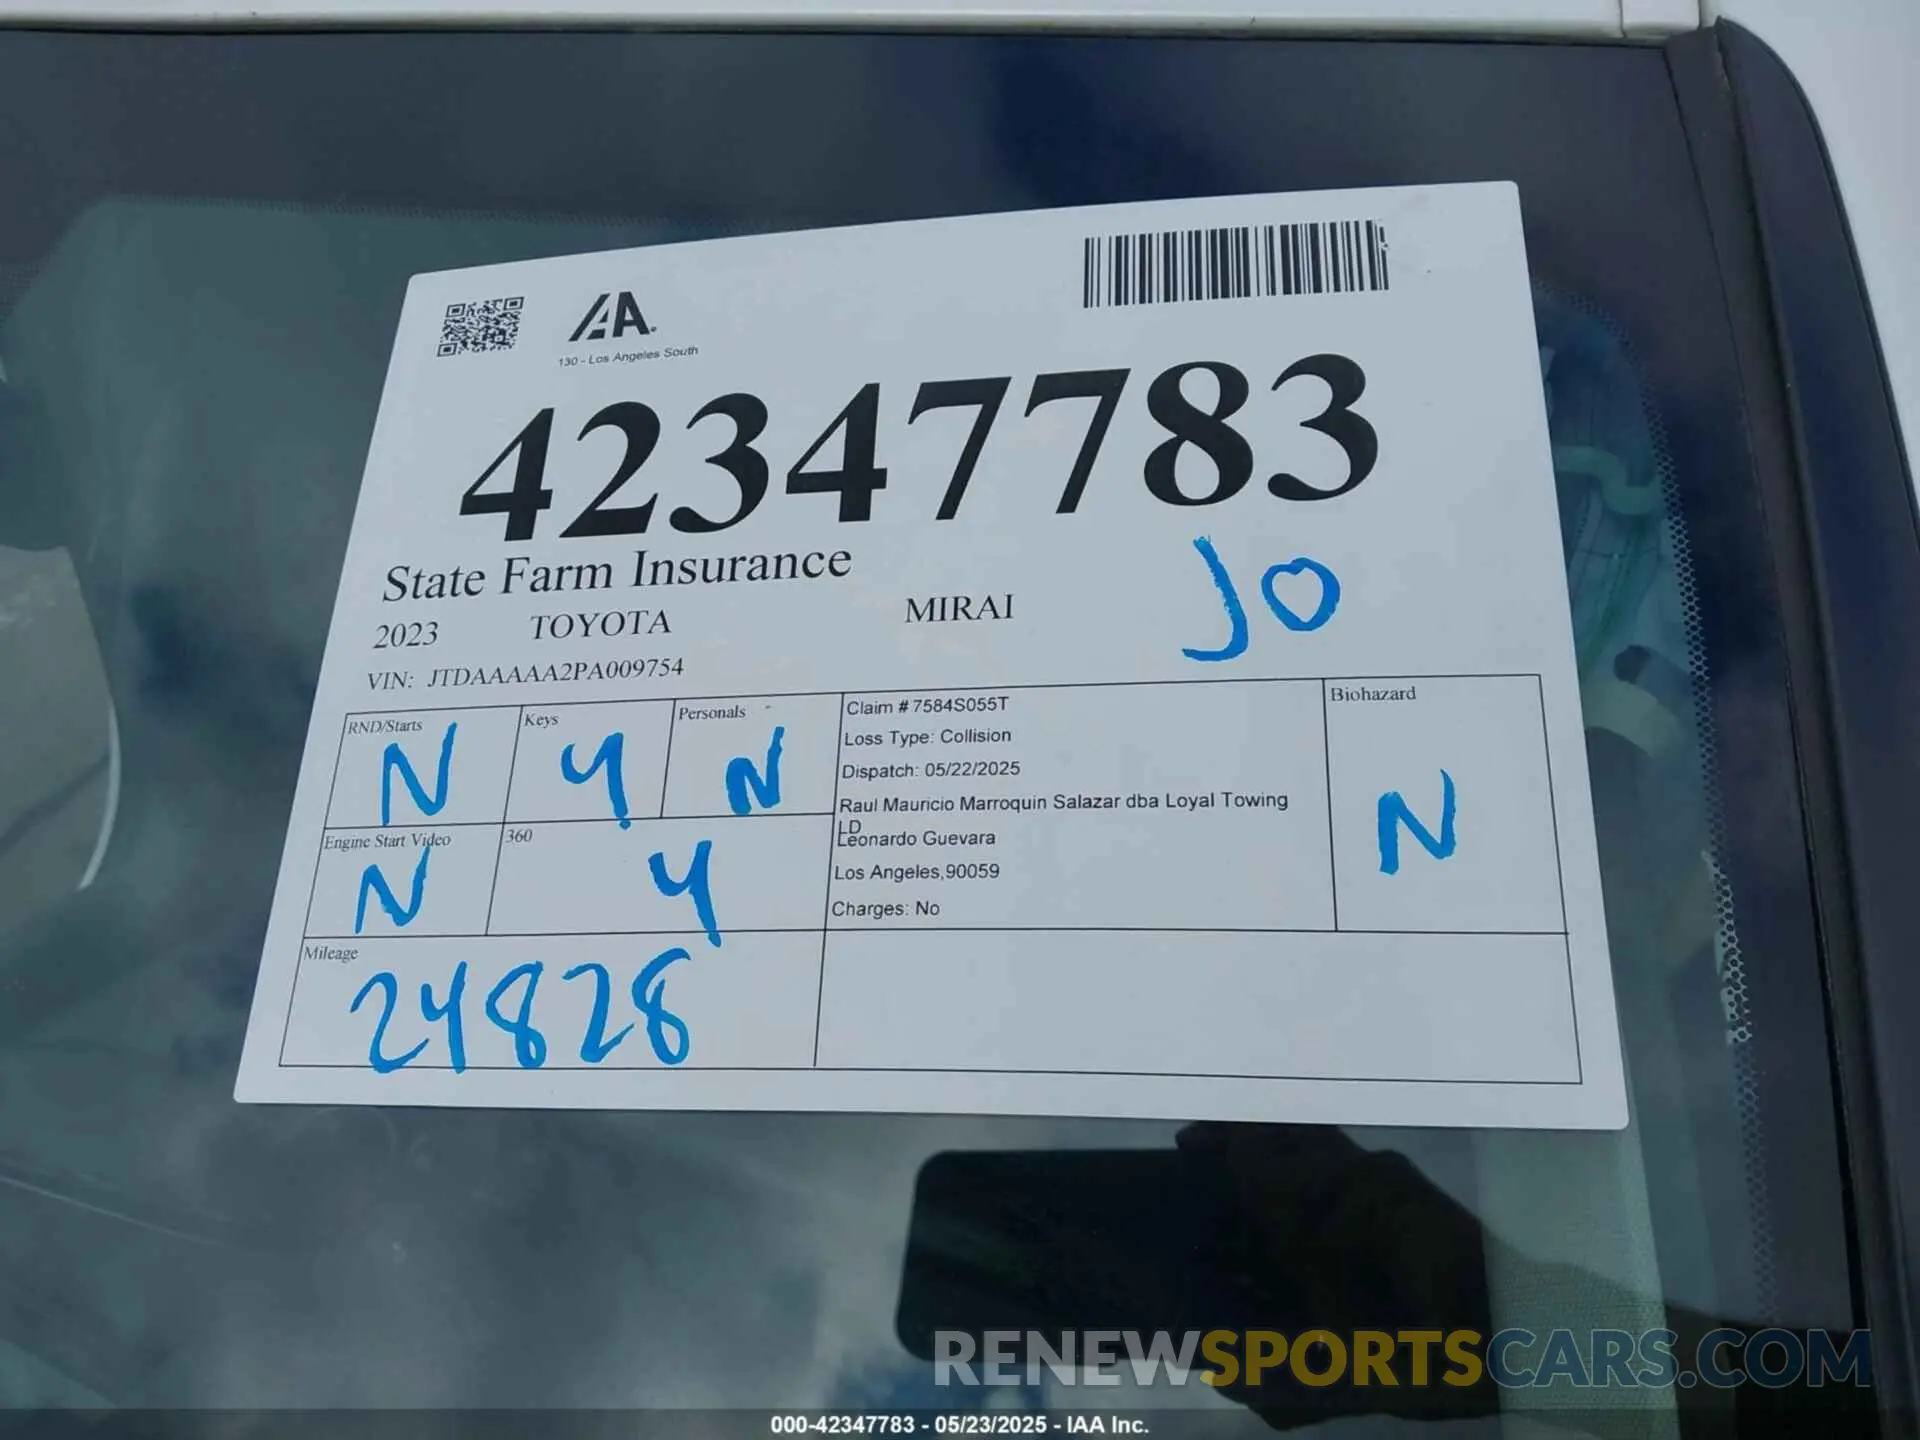 IAA
130 - Los Angeles South
42347783
State Farm Insurance
JO
2023 TOYOTA MIRAI
VIN: JTDAAAAA2PA009754
RND/Starts Keys Personals
N Y N
Engine Start Video 360
N Y
Mileage
24828
Claim # 7584S055T
Loss Type: Collision
Dispatch: 05/22/2025
Raul Mauricio Marroquin Salazar dba Loyal Towing
LD
Leonardo Guevara
Los Angeles,90059
Charges: No
Biohazard
N
RENEWSPORTSCARS.COM
000-42347783 - 05/23/2025 - IAA Inc.